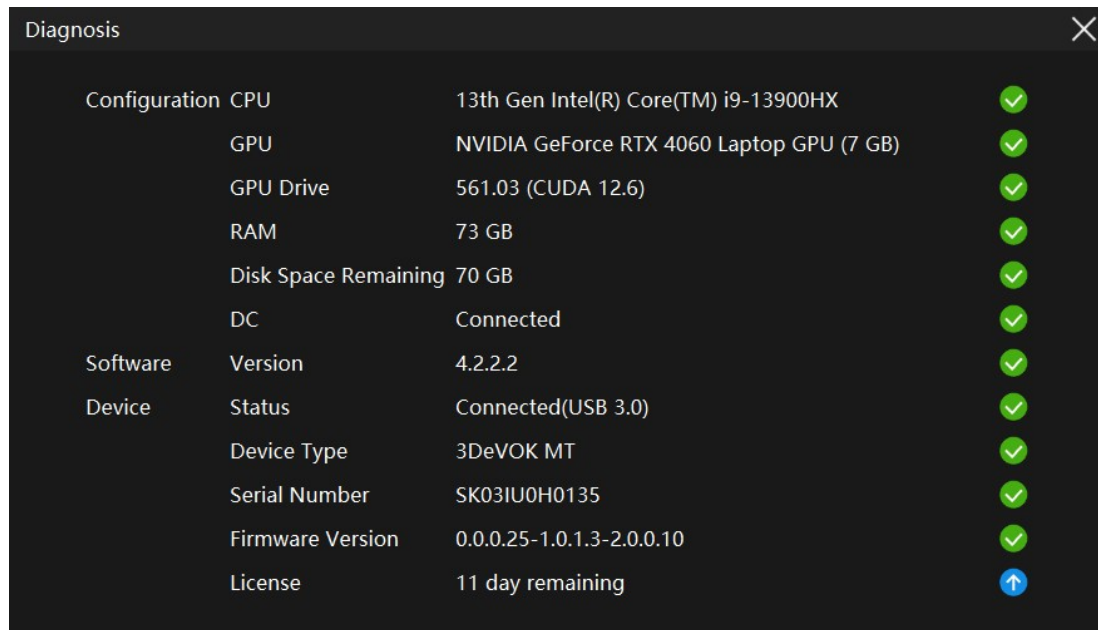 Diagnosis
Configuration CPU 13th Gen Intel(R) Core(TM) i9-13900HX
GPU NVIDIA GeForce RTX 4060 Laptop GPU (7 GB)
GPU Drive 561.03 (CUDA 12.6)
RAM 73 GB
Disk Space Remaining 70 GB
DC Connected
Software Version 4.2.2.2
Device Status Connected(USB 3.0)
Device Type 3DeVOK MT
Serial Number SK03IU0H0135
Firmware Version 0.0.0.25-1.0.1.3-2.0.0.10
License 11 day remaining